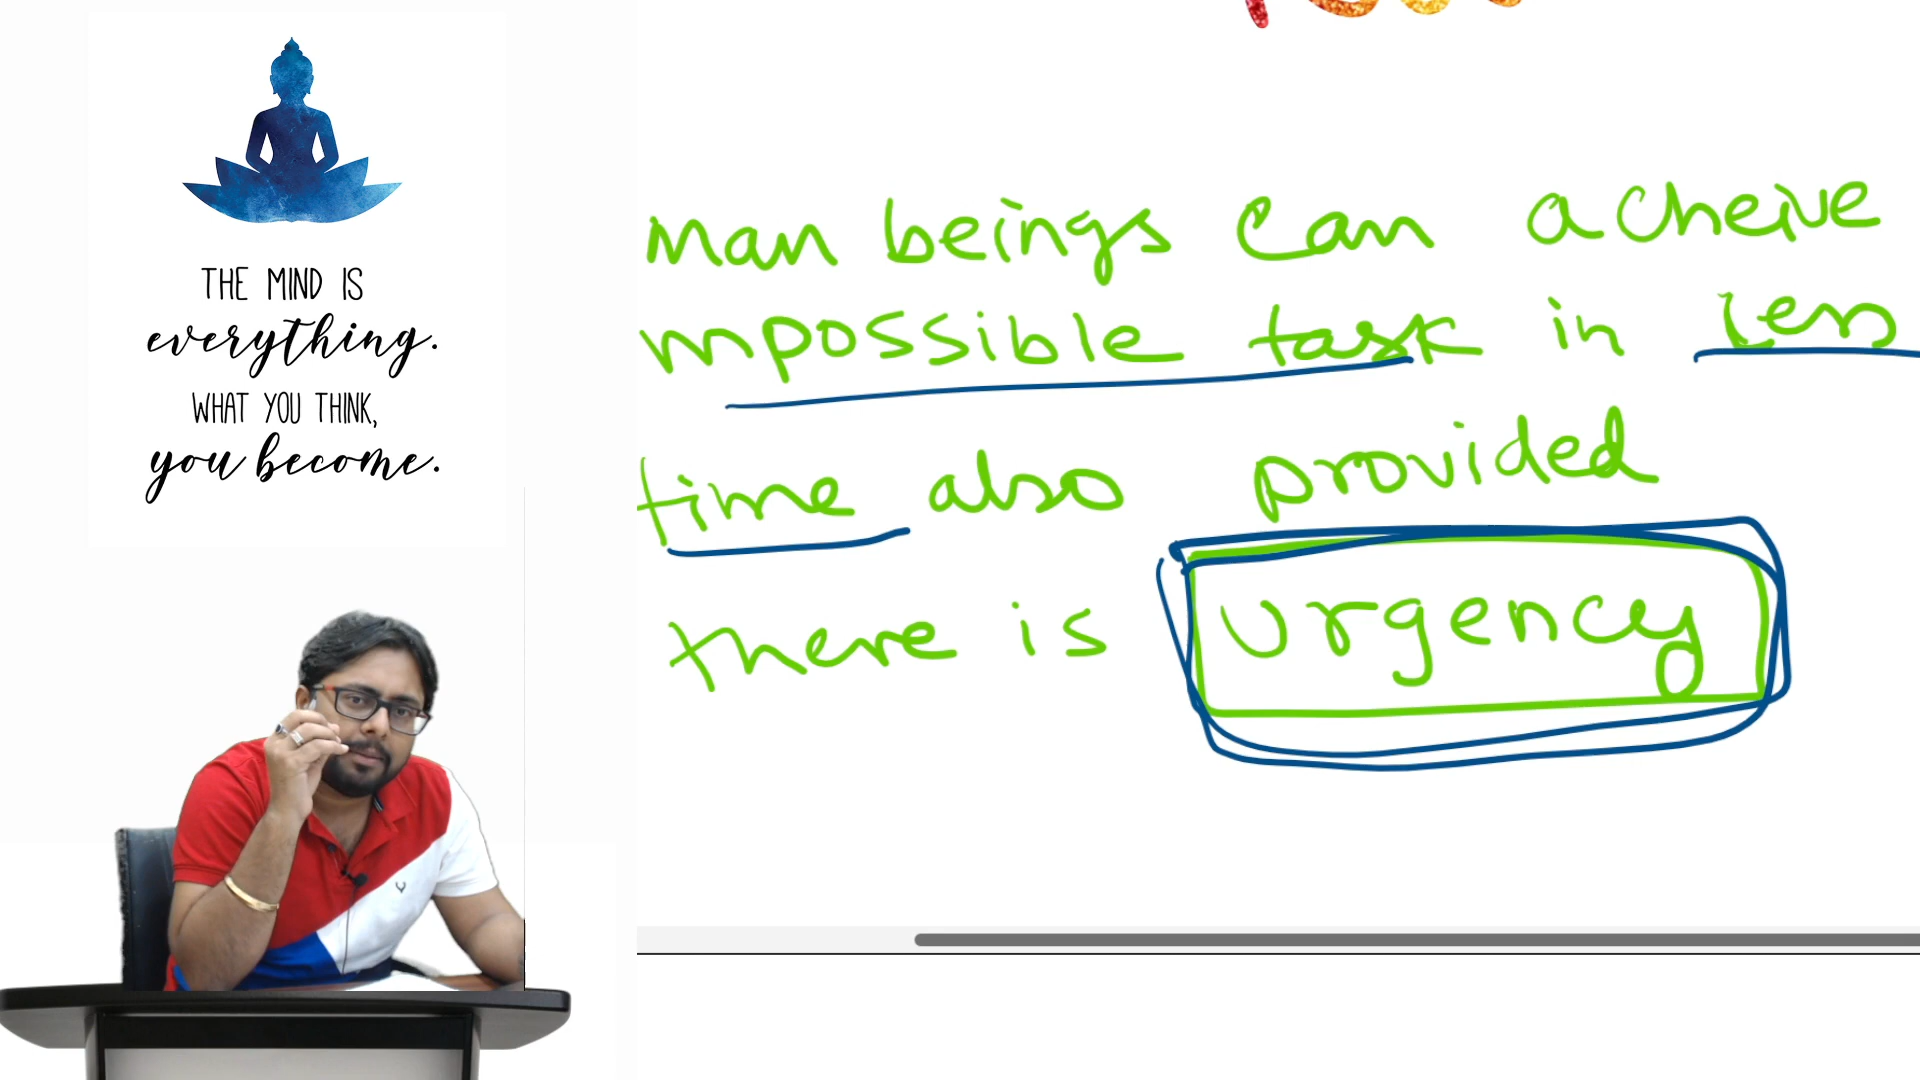 THE MIND IS
everything.
WHAT YOU THINK,
you become.
man beings can acheive
mpossible task in less
time also provided
there is urgency